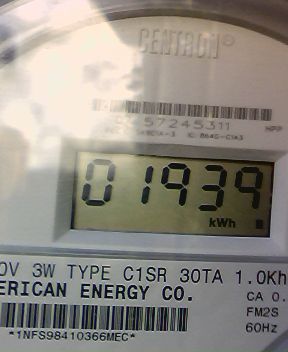 CENTRON®
57245311
01939
kWh
0V 3W TYPE C1SR 30TA 1.0Kh
ERICAN ENERGY CO.
CA 0.
FM2S
60Hz
*1NFS98410366MEC*